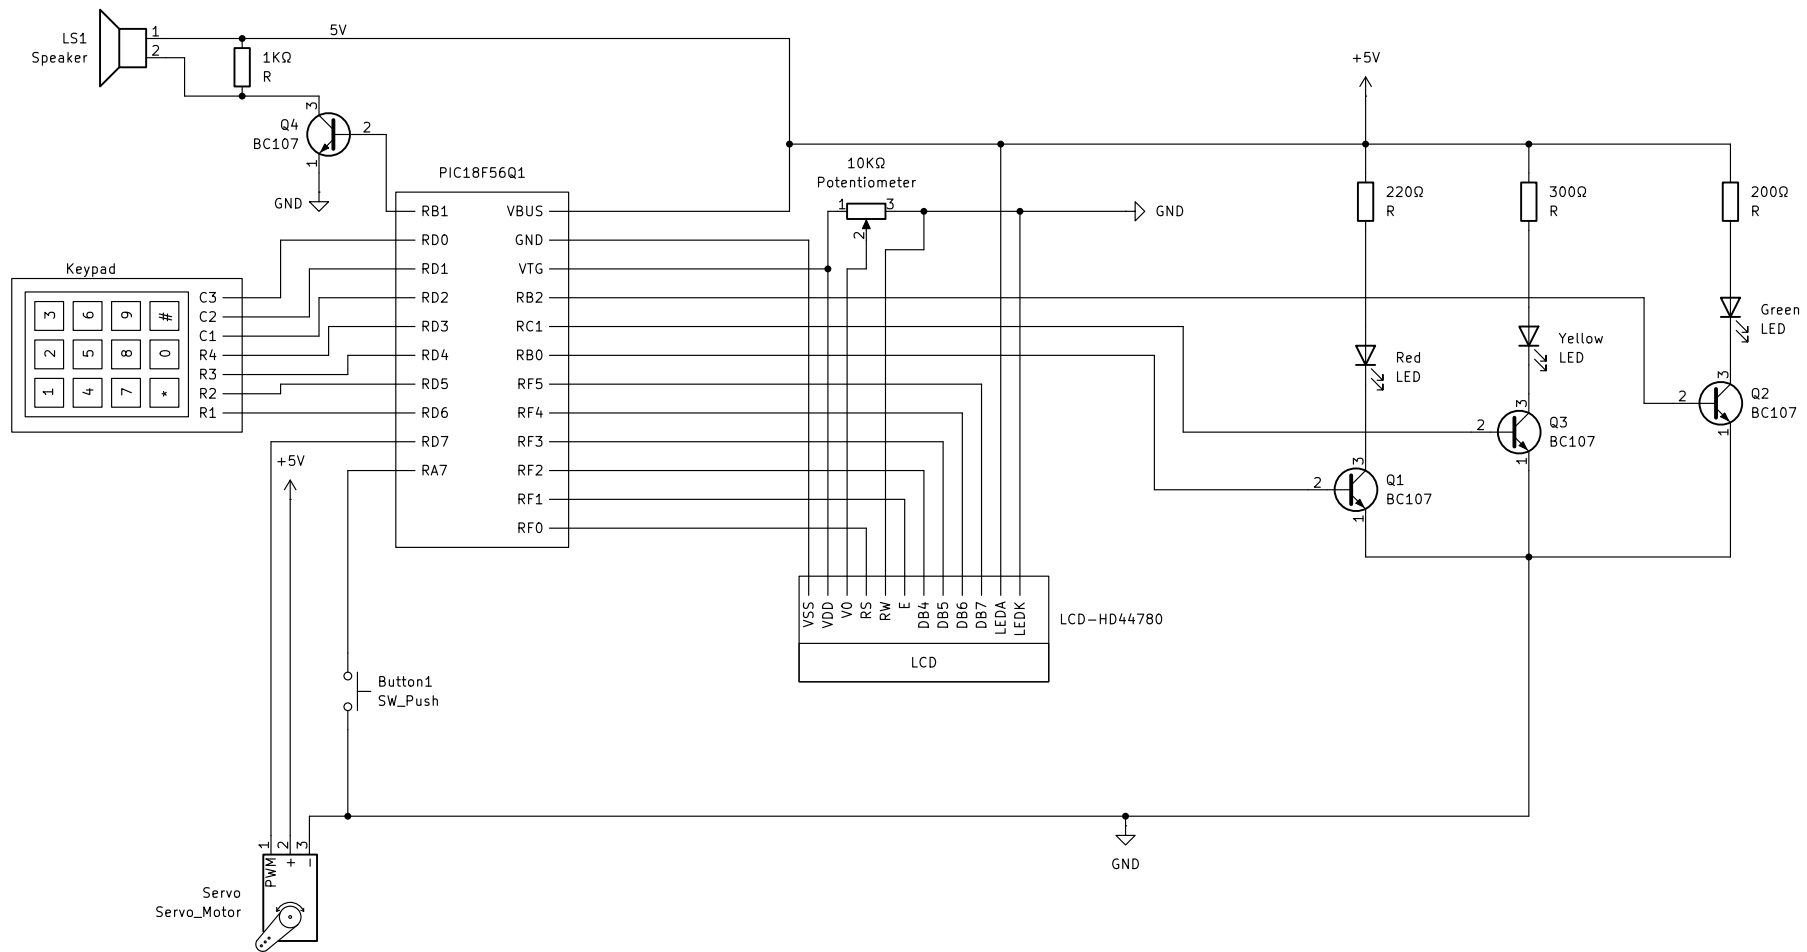 LS1
Speaker
1
2
5V
1KΩ
R
3
Q4
BC107
2
1
GND
PIC18F56Q1
RB1
RD0
RD1
RD2
RD3
RD4
RD5
RD6
RD7
RA7
VBUS
GND
VTG
RB2
RC1
RB0
RF5
RF4
RF3
RF2
RF1
RF0
Keypad
3 6 9 #
2 5 8 0
1 4 7 *
C3
C2
C1
R4
R3
R2
R1
+5V
10KΩ
Potentiometer
1
3
2
GND
VSS
VDD
V0
RS
RW
E
DB4
DB5
DB6
DB7
LEDA
LEDK
LCD-HD44780
LCD
+5V
220Ω
R
300Ω
R
200Ω
R
Red
LED
Yellow
LED
Green
LED
3
2
Q1
BC107
1
3
2
Q3
BC107
1
3
2
Q2
BC107
1
Button1
SW_Push
GND
1
2
3
PWM
+
-
Servo
Servo_Motor